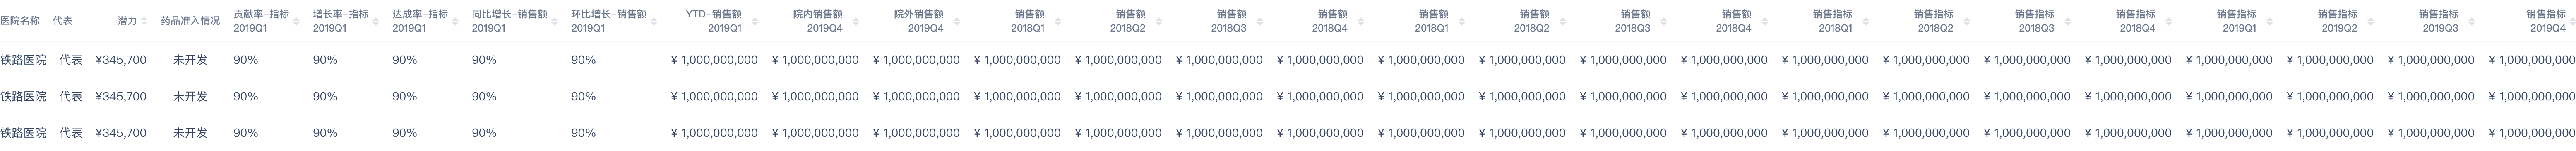 医院名称 代表 潜力 药品准入情况 贡献率-指标 增长率-指标 达成率-指标 同比增长-销售额 环比增长-销售额 YTD-销售额 院内销售额 院外销售额 销售额 销售额 销售额 销售额 销售额 销售额 销售额 销售额 销售指标 销售指标 销售指标 销售指标 销售指标 销售指标 销售指标 销售指标
2019Q1 2019Q1 2019Q1 2019Q1 2019Q1 2019Q1 2019Q4 2019Q4 2018Q1 2018Q2 2018Q3 2018Q4 2018Q1 2018Q2 2018Q3 2018Q4 2018Q1 2018Q2 2018Q3 2018Q4 2019Q1 2019Q2 2019Q3 2019Q4
铁路医院 代表 ¥345,700 未开发 90% 90% 90% 90% 90% ¥ 1,000,000,000 ¥ 1,000,000,000 ¥ 1,000,000,000 ¥ 1,000,000,000 ¥ 1,000,000,000 ¥ 1,000,000,000 ¥ 1,000,000,000 ¥ 1,000,000,000 ¥ 1,000,000,000 ¥ 1,000,000,000 ¥ 1,000,000,000 ¥ 1,000,000,000 ¥ 1,000,000,000 ¥ 1,000,000,000 ¥ 1,000,000,000 ¥ 1,000,000,000 ¥ 1,000,000,000 ¥ 1,000,000,000 ¥ 1,000,000,000
铁路医院 代表 ¥345,700 未开发 90% 90% 90% 90% 90% ¥ 1,000,000,000 ¥ 1,000,000,000 ¥ 1,000,000,000 ¥ 1,000,000,000 ¥ 1,000,000,000 ¥ 1,000,000,000 ¥ 1,000,000,000 ¥ 1,000,000,000 ¥ 1,000,000,000 ¥ 1,000,000,000 ¥ 1,000,000,000 ¥ 1,000,000,000 ¥ 1,000,000,000 ¥ 1,000,000,000 ¥ 1,000,000,000 ¥ 1,000,000,000 ¥ 1,000,000,000 ¥ 1,000,000,000 ¥ 1,000,000,000
铁路医院 代表 ¥345,700 未开发 90% 90% 90% 90% 90% ¥ 1,000,000,000 ¥ 1,000,000,000 ¥ 1,000,000,000 ¥ 1,000,000,000 ¥ 1,000,000,000 ¥ 1,000,000,000 ¥ 1,000,000,000 ¥ 1,000,000,000 ¥ 1,000,000,000 ¥ 1,000,000,000 ¥ 1,000,000,000 ¥ 1,000,000,000 ¥ 1,000,000,000 ¥ 1,000,000,000 ¥ 1,000,000,000 ¥ 1,000,000,000 ¥ 1,000,000,000 ¥ 1,000,000,000 ¥ 1,000,000,000